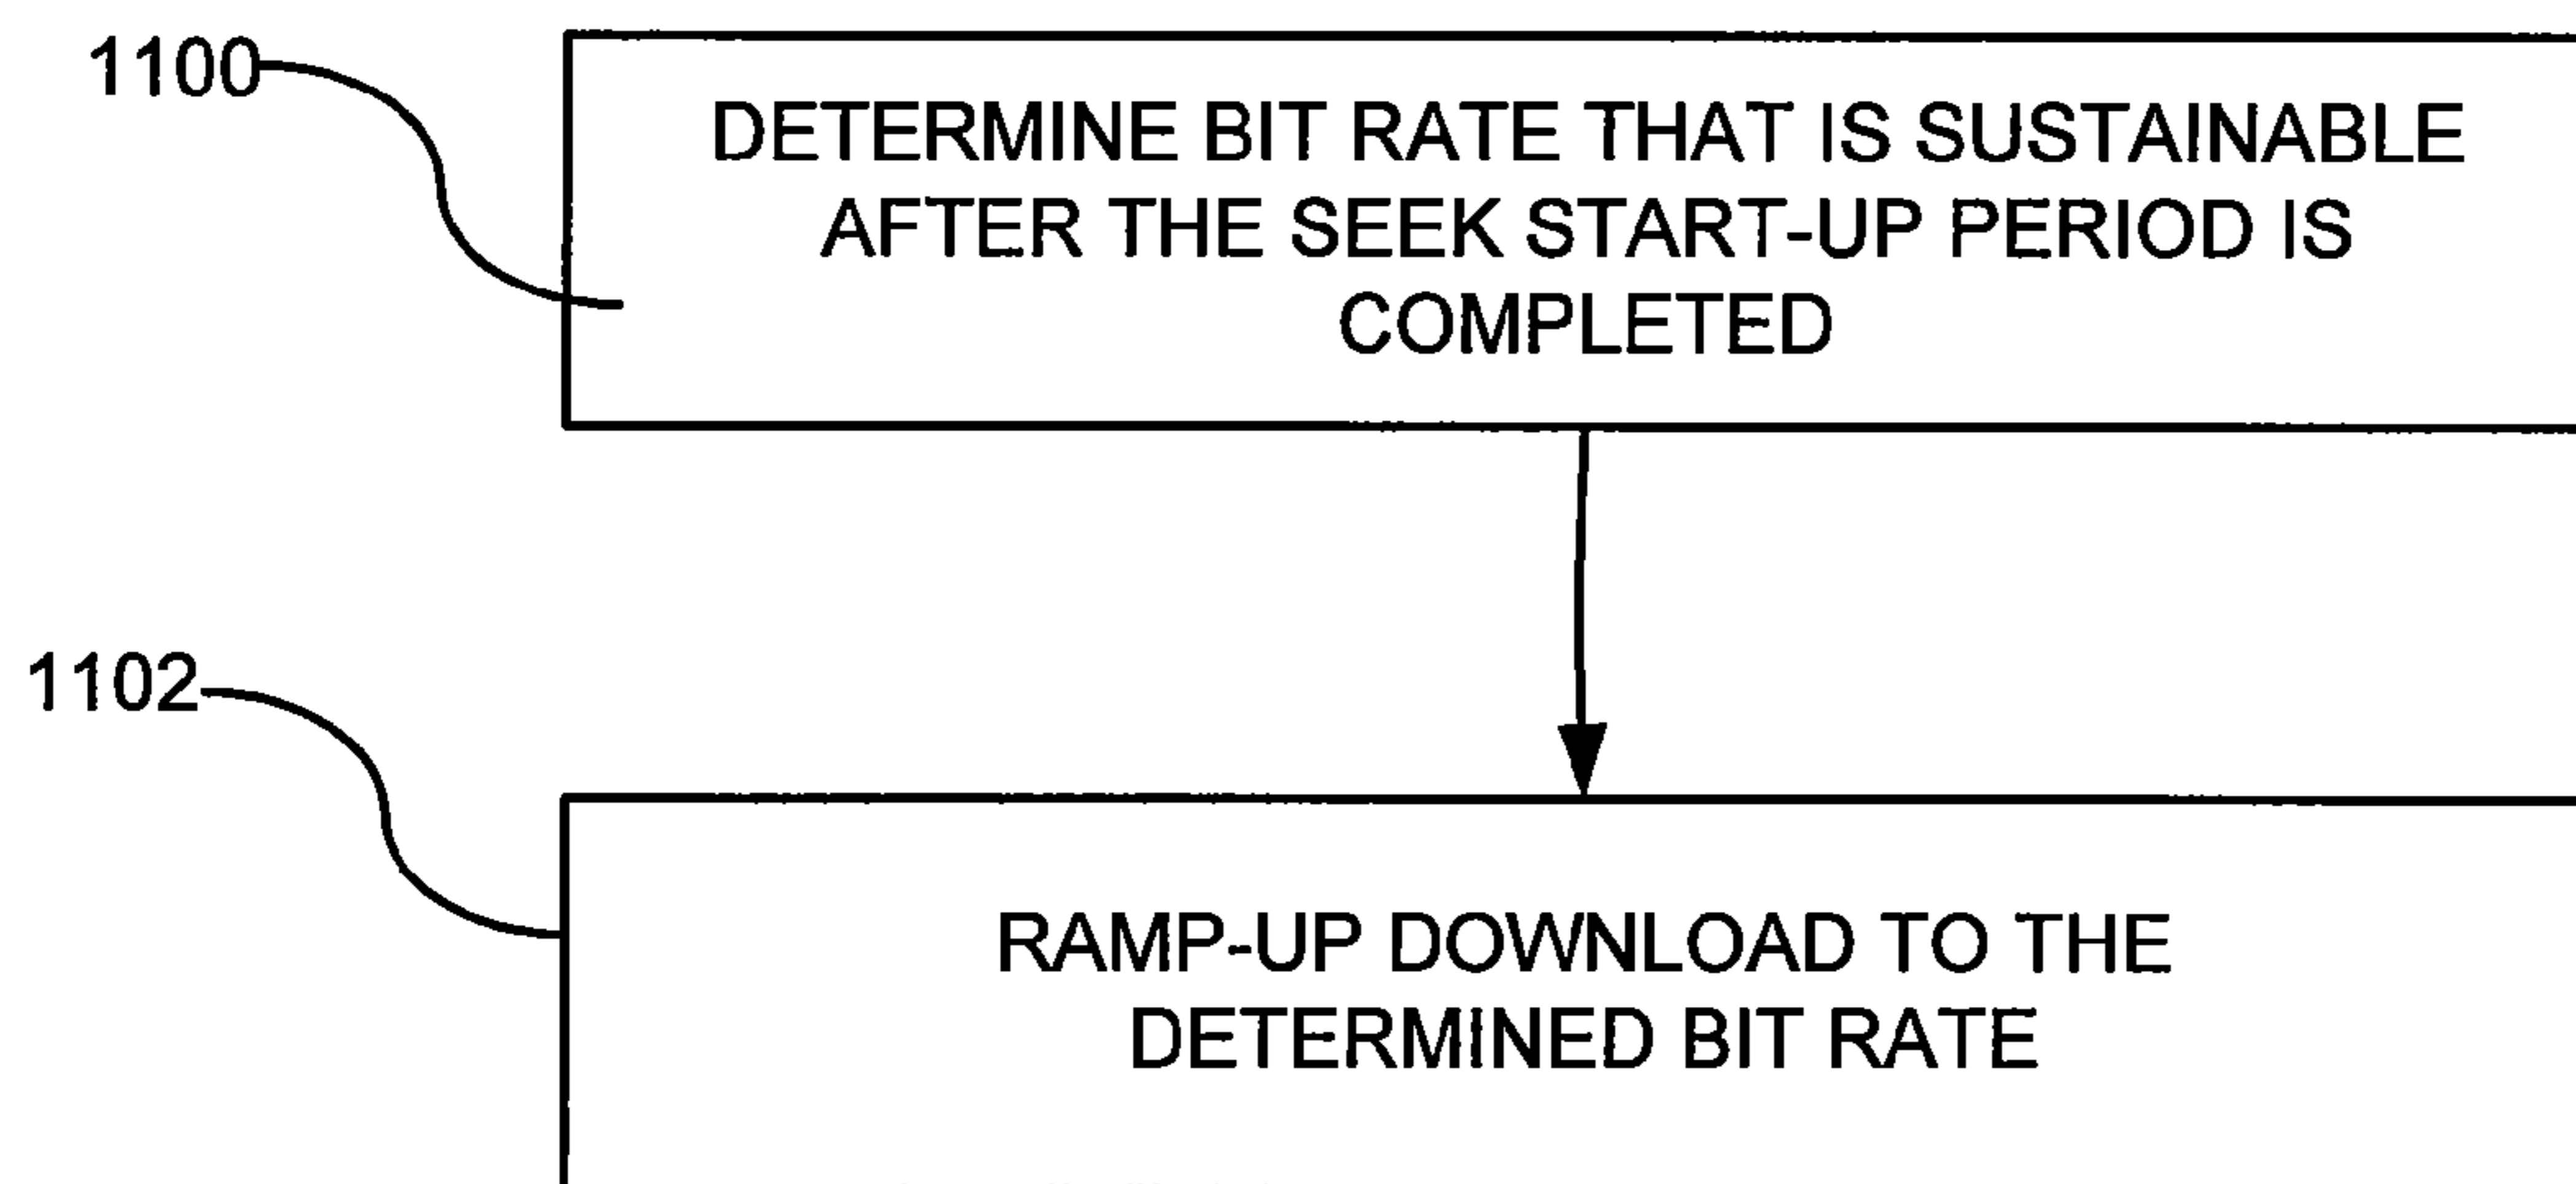 1100
DETERMINE BIT RATE THAT IS SUSTAINABLE
AFTER THE SEEK START-UP PERIOD IS
COMPLETED
1102
RAMP-UP DOWNLOAD TO THE
DETERMINED BIT RATE